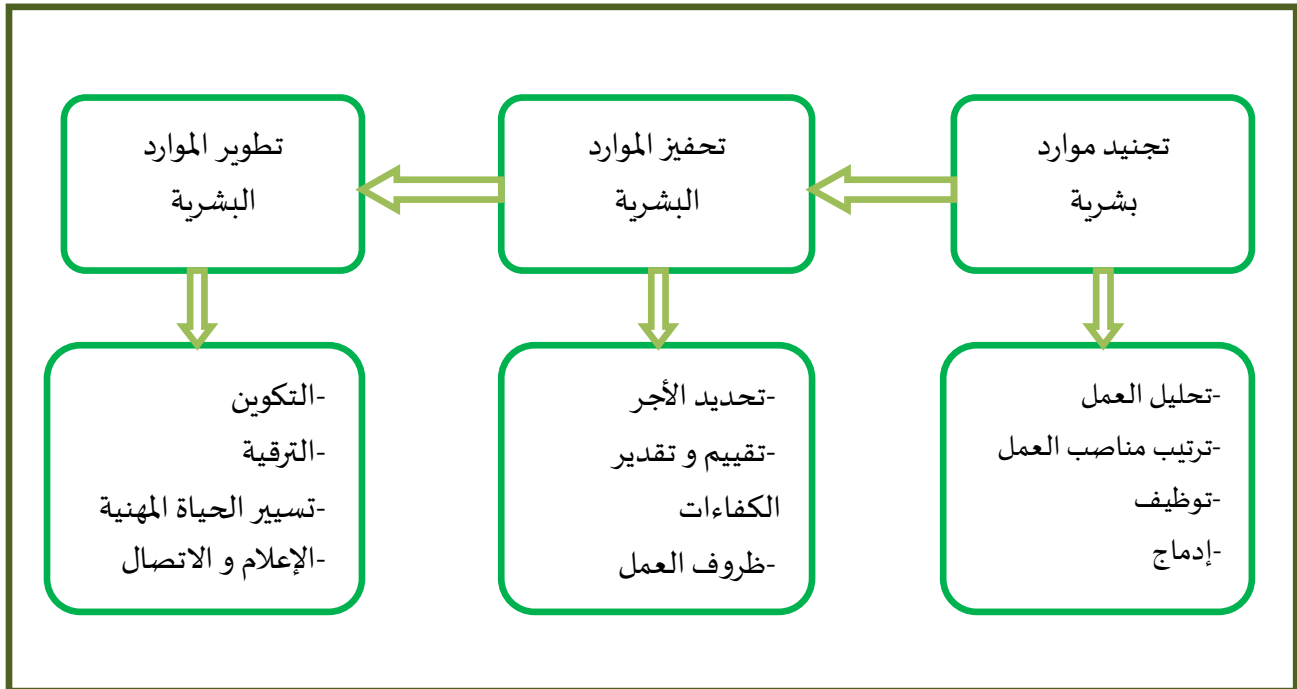 تجنيد موارد
بشرية
تحفيز الموارد
البشرية
تطوير الموارد
البشرية
-تحليل العمل
-ترتيب مناصب العمل
-توظيف
-إدماج
-تحديد الأجر
-تقييم و تقدير
الكفاءات
-ظروف العمل
-التكوين
-الترقية
-تسيير الحياة المهنية
-الإعلام و الاتصال